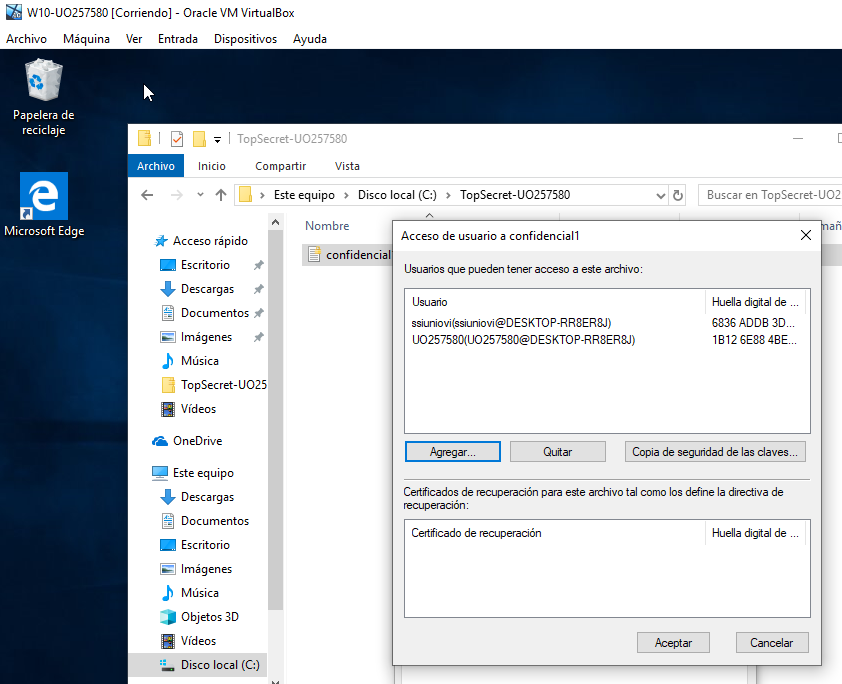 W10-UO257580 [Corriendo] - Oracle VM VirtualBox
Archivo Máquina Ver Entrada Dispositivos Ayuda
Papelera de
reciclaje
Microsoft Edge
TopSecret-UO257580
Archivo Inicio Compartir Vista
Este equipo Disco local (C:) TopSecret-UO257580
Buscar en TopSecret-UO2
Nombre
confidencial
Acceso rápido
Escritorio
Descargas
Documentos
Imágenes
Música
TopSecret-UO25
Vídeos
OneDrive
Este equipo
Descargas
Documentos
Escritorio
Imágenes
Música
Objetos 3D
Vídeos
Disco local (C:)
Acceso de usuario a confidencial1
Usuarios que pueden tener acceso a este archivo:
Usuario Huella digital de ...
ssiuniovi(ssiuniovi@DESKTOP-RR8ER8J) 6836 ADDB 3D...
UO257580(UO257580@DESKTOP-RR8ER8J) 1B12 6E88 4BE...
Agregar... Quitar Copia de seguridad de las claves...
Certificados de recuperación para este archivo tal como los define la directiva de
recuperación:
Certificado de recuperación Huella digital de ...
Aceptar Cancelar